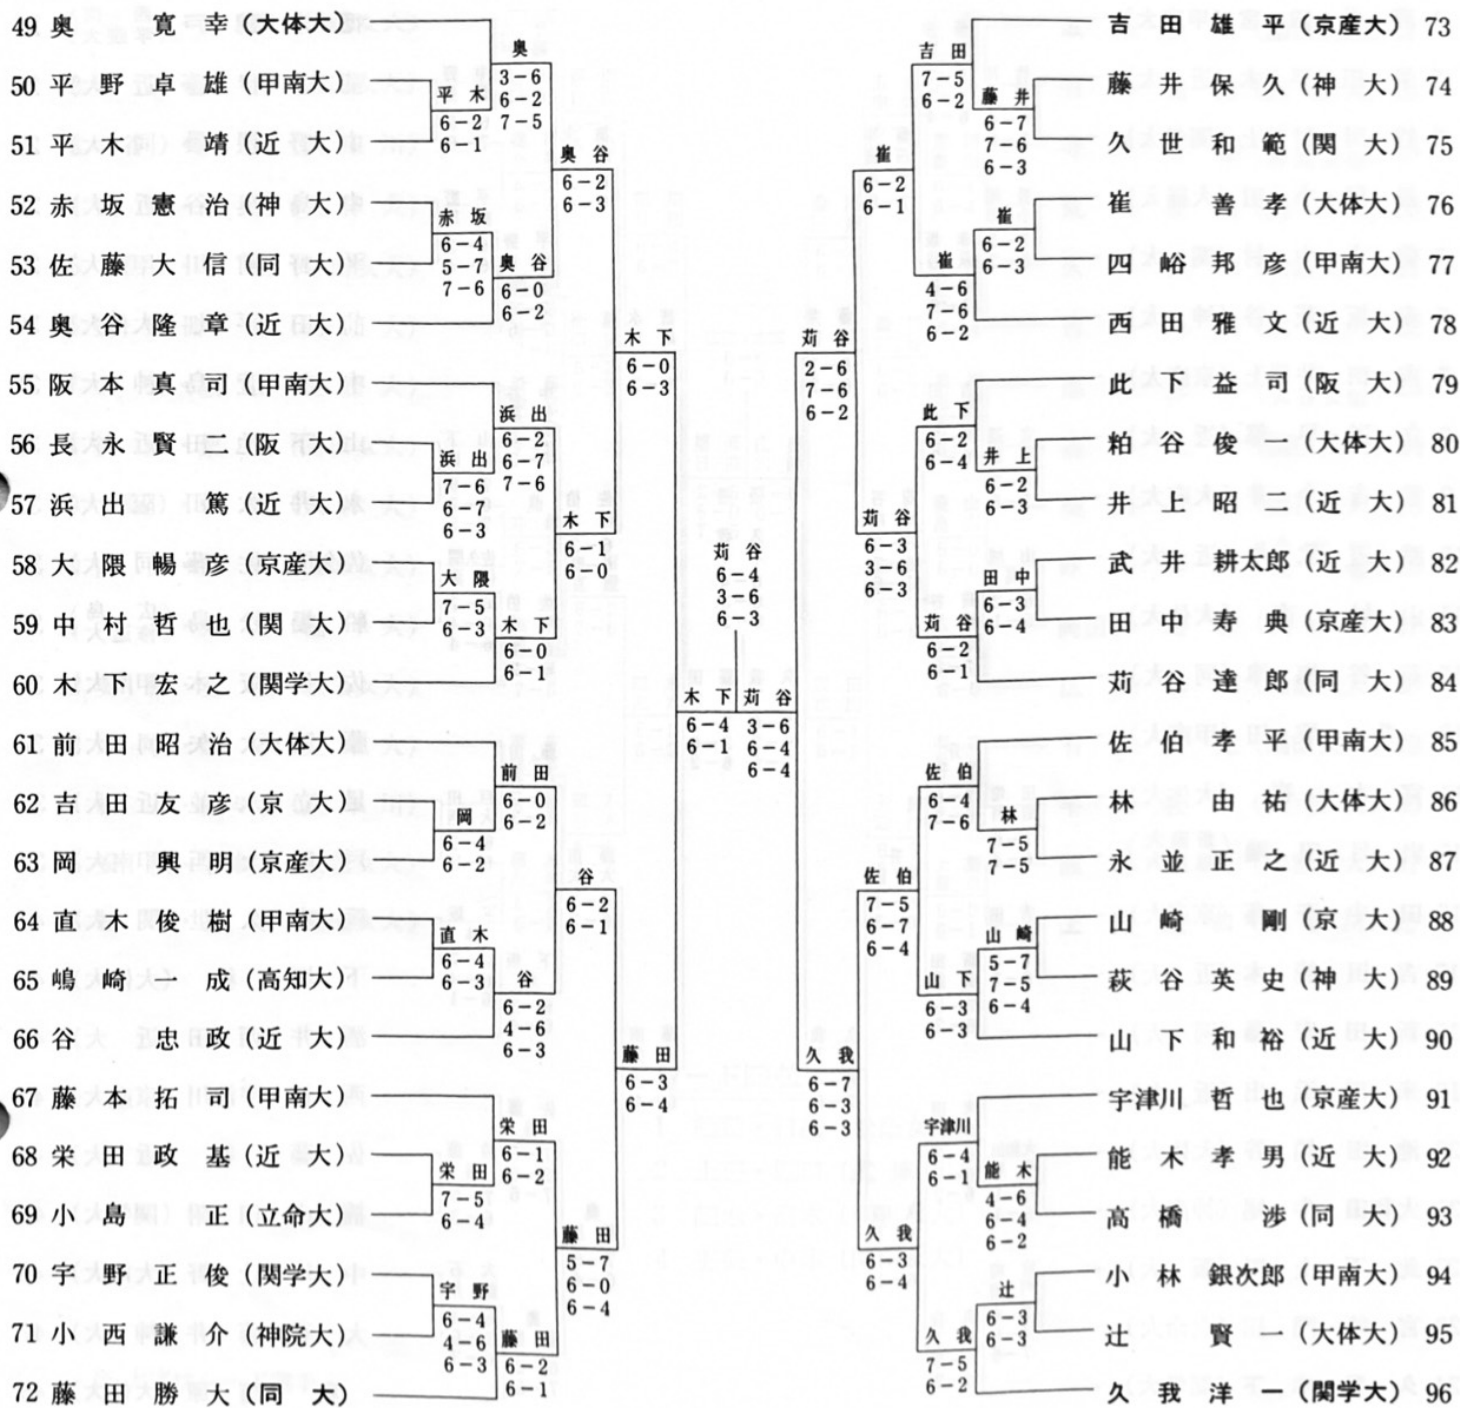 49 奥 寛 幸 (大体大)
50 平 野 卓 雄 (甲南大)
51 平 木 靖 (近 大)
52 赤 坂 憲 治 (神 大)
53 佐 藤 大 信 (同 大)
54 奥 谷 隆 章 (近 大)
55 阪 本 真 司 (甲南大)
56 長 永 賢 二 (阪 大)
57 浜 出 篤 (近 大)
58 大 隈 暢 彦 (京産大)
59 中 村 哲 也 (関 大)
60 木 下 宏 之 (関学大)
61 前 田 昭 治 (大体大)
62 吉 田 友 彦 (京 大)
63 岡 興 明 (京産大)
64 直 木 俊 樹 (甲南大)
65 嶋 崎 一 成 (高知大)
66 谷 忠 政 (近 大)
67 藤 本 拓 司 (甲南大)
68 栄 田 政 基 (近 大)
69 小 島 正 (立命大)
70 宇 野 正 俊 (関学大)
71 小 西 謙 介 (神院大)
72 藤 田 勝 大 (同 大)
平 木
6-2
6-1
赤 坂
6-4
5-7
7-6
浜 出
7-6
6-7
6-3
大 隈
7-5
6-3
岡
6-4
6-2
直 木
6-4
6-3
栄 田
7-5
6-4
宇 野
6-4
4-6
6-3
奥
3-6
6-2
7-5
奥 谷
6-0
6-2
浜 出
6-2
6-7
7-6
木 下
6-0
6-1
前 田
6-0
6-2
谷
6-2
4-6
6-3
栄 田
6-1
6-2
藤 田
6-2
6-1
奥 谷
6-2
6-3
木 下
6-1
6-0
谷
6-2
6-1
藤 田
5-7
6-0
6-4
木 下
6-0
6-3
藤 田
6-3
6-4
木 下
6-4
6-1
苅 谷
6-4
3-6
6-3
苅 谷
3-6
6-4
6-4
苅 谷
2-6
7-6
6-2
久 我
6-7
6-3
6-3
崔
6-2
6-1
苅 谷
6-3
3-6
6-3
佐 伯
7-5
6-7
6-4
久 我
6-3
6-4
吉 田
7-5
6-2
崔
4-6
7-6
6-2
此 下
6-2
6-4
苅 谷
6-2
6-1
佐 伯
6-4
7-6
山 下
6-3
6-3
宇津川
6-4
6-1
久 我
7-5
6-2
藤 井
6-7
7-6
6-3
崔
6-2
6-3
井 上
6-2
6-3
田 中
6-3
6-4
林
7-5
7-5
山 崎
5-7
7-5
6-4
能 木
4-6
6-4
6-2
辻
6-3
6-3
吉 田 雄 平 (京産大) 73
藤 井 保 久 (神 大) 74
久 世 和 範 (関 大) 75
崔 善 孝 (大体大) 76
四 峪 邦 彦 (甲南大) 77
西 田 雅 文 (近 大) 78
此 下 益 司 (阪 大) 79
粕 谷 俊 一 (大体大) 80
井 上 昭 二 (近 大) 81
武 井 耕太郎 (近 大) 82
田 中 寿 典 (京産大) 83
苅 谷 達 郎 (同 大) 84
佐 伯 孝 平 (甲南大) 85
林 由 祐 (大体大) 86
永 並 正 之 (近 大) 87
山 崎 剛 (京 大) 88
萩 谷 英 史 (神 大) 89
山 下 和 裕 (近 大) 90
宇津川 哲 也 (京産大) 91
能 木 孝 男 (近 大) 92
高 橋 渉 (同 大) 93
小 林 銀次郎 (甲南大) 94
辻 賢 一 (大体大) 95
久 我 洋 一 (関学大) 96